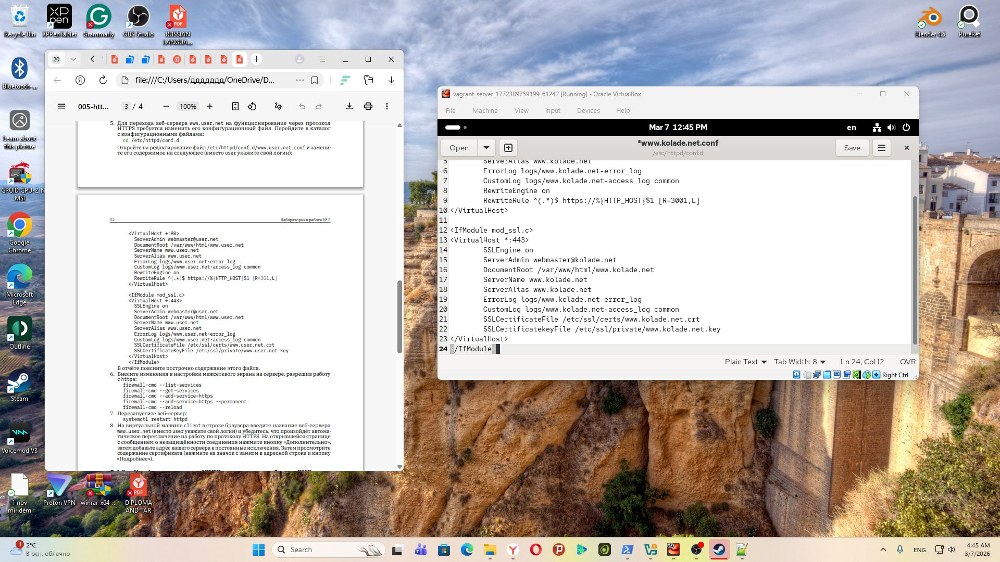 Recycle Bin
XPPenTablet
Grammarly
OBS Studio
RUSSIAN
LANGUA...
Blender 4.5
PureRef
Bluetooth-...
Learn about
this picture
CPUID CPU-Z N
MSI
Google
Chrome
Microsoft
Edge
Outline
Steam
Voicemod V3
1 nov
mir.dem
Proton VPN
winrar-x64-...
DIPLOMA
AND TAR
20
file:///C:/Users/ддддддд/OneDrive/D...
005-htt...
3 / 4
100%
5. Для перехода веб-сервера www.user.net на функционирование через протокол
HTTPS требуется изменить его конфигурационный файл. Перейдите в каталог
с конфигурационными файлами:
cd /etc/httpd/conf.d
Откройте на редактирование файл /etc/httpd/conf.d/www.user.net.conf и замени-
те его содержимое на следующее (вместо user укажите свой логин):
52
Лабораторная работа № 5
<VirtualHost *:80>
ServerAdmin webmaster@user.net
DocumentRoot /var/www/html/www.user.net
ServerName www.user.net
ServerAlias www.user.net
ErrorLog logs/www.user.net-error_log
CustomLog logs/www.user.net-access_log common
RewriteEngine on
RewriteRule ^(.*)$ https://%{HTTP_HOST}$1 [R=301,L]
</VirtualHost>
<IfModule mod_ssl.c>
<VirtualHost *:443>
SSLEngine on
ServerAdmin webmaster@user.net
DocumentRoot /var/www/html/www.user.net
ServerName www.user.net
ServerAlias www.user.net
ErrorLog logs/www.user.net-error_log
CustomLog logs/www.user.net-access_log common
SSLCertificateFile /etc/ssl/certs/www.user.net.crt
SSLCertificateKeyFile /etc/ssl/private/www.user.net.key
</VirtualHost>
</IfModule>
В отчёте поясните построчно содержание этого файла.
6. Внесите изменения в настройки межсетевого экрана на сервере, разрешив работу
с https:
firewall-cmd --list-services
firewall-cmd --get-services
firewall-cmd --add-service=https
firewall-cmd --add-service=https --permanent
firewall-cmd --reload
7. Перезапустите веб-сервер:
systemctl restart httpd
8. На виртуальной машине client в строке браузера введите название веб-сервера
www.user.net (вместо user укажите свой логин) и убедитесь, что произойдёт автома-
тическое переключение на работу по протоколу HTTPS. На открывшейся странице
с сообщением о незащищённости соединения нажмите кнопку «Дополнительно»,
затем добавьте адрес вашего сервера в постоянные исключения. Затем просмотрите
содержание сертификата (нажмите на значок с замком в адресной строке и кнопку
«Подробнее»).
vagrant_server_1772389759199_61242 [Running] - Oracle VirtualBox
File Machine View Input Devices Help
Mar 7 12:45 PM
en
Open
*www.kolade.net.conf
/etc/httpd/conf.d
Save
5 ServerAlias www.kolade.net
6 ErrorLog logs/www.kolade.net-error_log
7 CustomLog logs/www.kolade.net-access_log common
8 RewriteEngine on
9 RewriteRule ^(.*)$ https://%{HTTP_HOST}$1 [R=3001,L]
10 </VirtualHost>
11
12 <IfModule mod_ssl.c>
13 <VirtualHost *:443>
14 SSLEngine on
15 ServerAdmin webmaster@kolade.net
16 DocumentRoot /var/www/html/www.kolade.net
17 ServerName www.kolade.net
18 ServerAlias www.kolade.net
19 ErrorLog logs/www.kolade.net-error_log
20 CustomLog logs/www.kolade.net-access_log common
21 SSLCertificateFile /etc/ssl/certs/www.kolade.net.crt
22 SSLCertificatekeyFile /etc/ssl/private/www.kolade.net.key
23 </VirtualHost>
24 </IfModule>
Plain Text Tab Width: 8 Ln 24, Col 12 OVR
Right Ctrl
1
2°C
В осн. облачно
Search
ENG
4:45 AM
3/7/2026